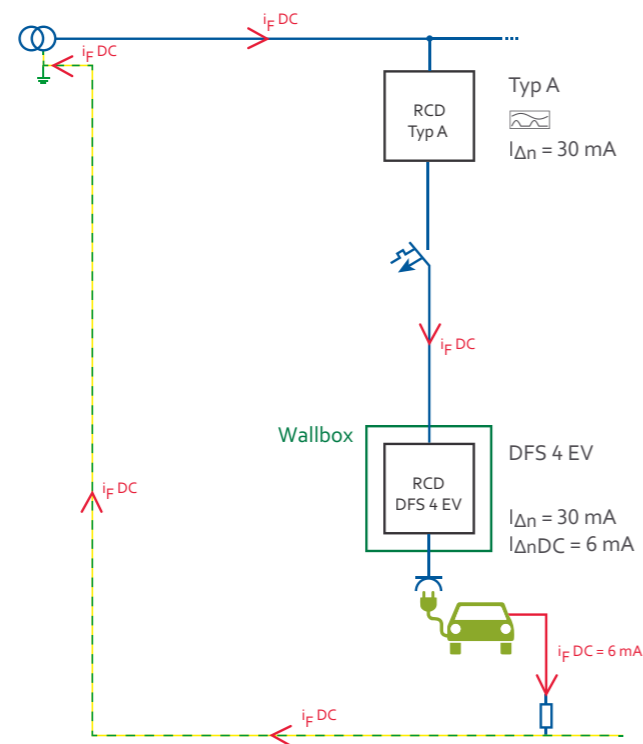 iF DC
iF DC
RCD
Typ A
Typ A
IΔn = 30 mA
iF DC
Wallbox
RCD
DFS 4 EV
DFS 4 EV
IΔn = 30 mA
IΔnDC = 6 mA
iF DC
iF DC = 6 mA
iF DC